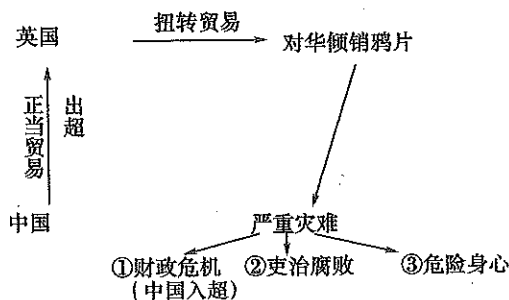 扭转贸易
英国
对华倾销鸦片
正当贸易
出超
中国
严重灾难
①财政危机 ②吏治腐败 ③危险身心
(中国入超)